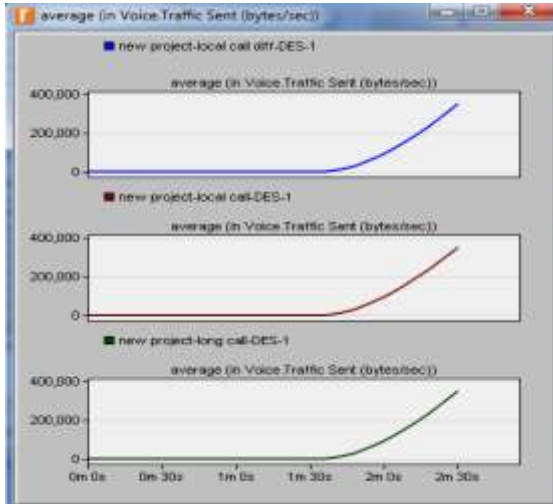 average (in Voice.Traffic Sent (bytes/sec))
new project-local call diff-DES-1
average (in Voice.Traffic Sent (bytes/sec))
400,000
200,000
0
new project-local call-DES-1
average (in Voice.Traffic Sent (bytes/sec))
400,000
200,000
0
new project-long call-DES-1
average (in Voice.Traffic Sent (bytes/sec))
400,000
200,000
0
0m 0s 0m 30s 1m 0s 1m 30s 2m 0s 2m 30s